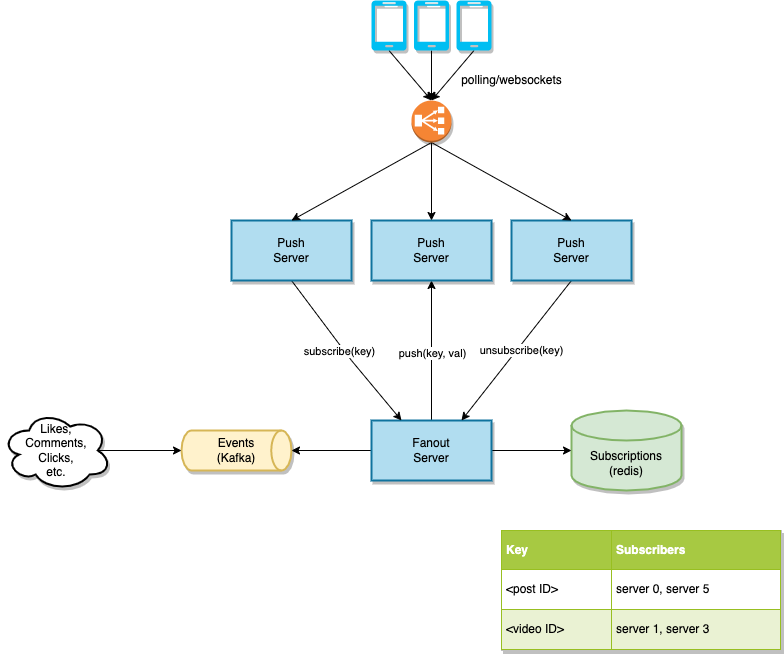 polling/websockets
Push
Server
Push
Server
Push
Server
subscribe(key)
push(key, val)
unsubscribe(key)
Likes,
Comments,
Clicks,
etc.
Events
(Kafka)
Fanout
Server
Subscriptions
(redis)
Key Subscribers
<post ID> server 0, server 5
<video ID> server 1, server 3